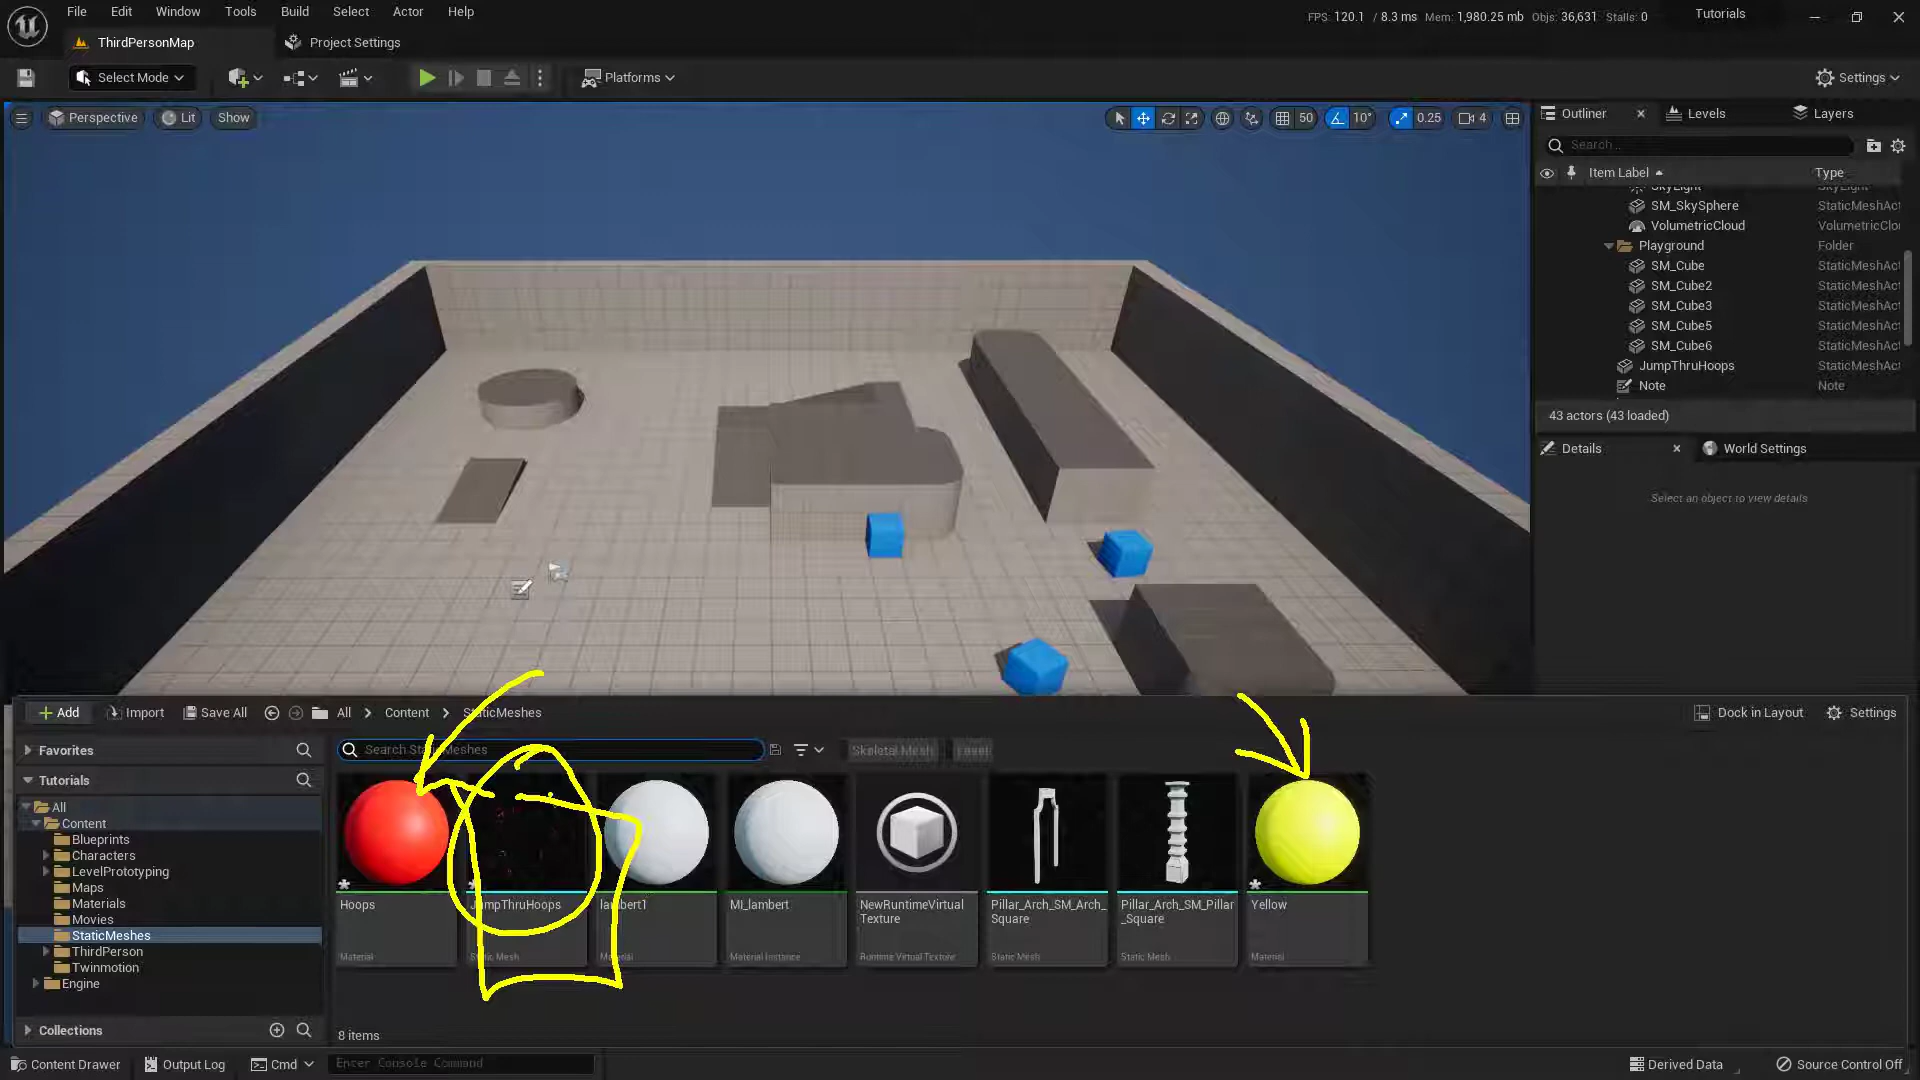 File Edit Window Tools Build Select Actor Help
FPS: 120.1 / 8.3 ms Mem: 1,980.25 mb Objs: 36,631 Stalls: 0
Tutorials
ThirdPersonMap
Project Settings
Select Mode
Platforms
Settings
Perspective
Lit
Show
50
10°
0.25
4
Outliner
Levels
Layers
Search...
Item Label
Type
SkyLight SkyLight
SM_SkySphere StaticMeshAct
VolumetricCloud VolumetricClo
Playground Folder
SM_Cube StaticMeshAct
SM_Cube2 StaticMeshAct
SM_Cube3 StaticMeshAct
SM_Cube5 StaticMeshAct
SM_Cube6 StaticMeshAct
JumpThruHoops StaticMeshAct
Note Note
43 actors (43 loaded)
Details
World Settings
Select an object to view details
Add
Import
Save All
All
Content
StaticMeshes
Dock in Layout
Settings
Favorites
Tutorials
All
Content
Blueprints
Characters
LevelPrototyping
Maps
Materials
Movies
StaticMeshes
ThirdPerson
Twinmotion
Engine
Collections
Search StaticMeshes
Skeletal Mesh
Level
Hoops
Material
JumpThruHoops
Static Mesh
lambert1
Material
MI_lambert
Material Instance
NewRuntimeVirtual
Texture
Runtime Virtual Texture
Pillar_Arch_SM_Arch_
Square
Static Mesh
Pillar_Arch_SM_Pillar
_Square
Static Mesh
Yellow
Material
8 items
Content Drawer
Output Log
Cmd
Enter Console Command
Derived Data
Source Control Off